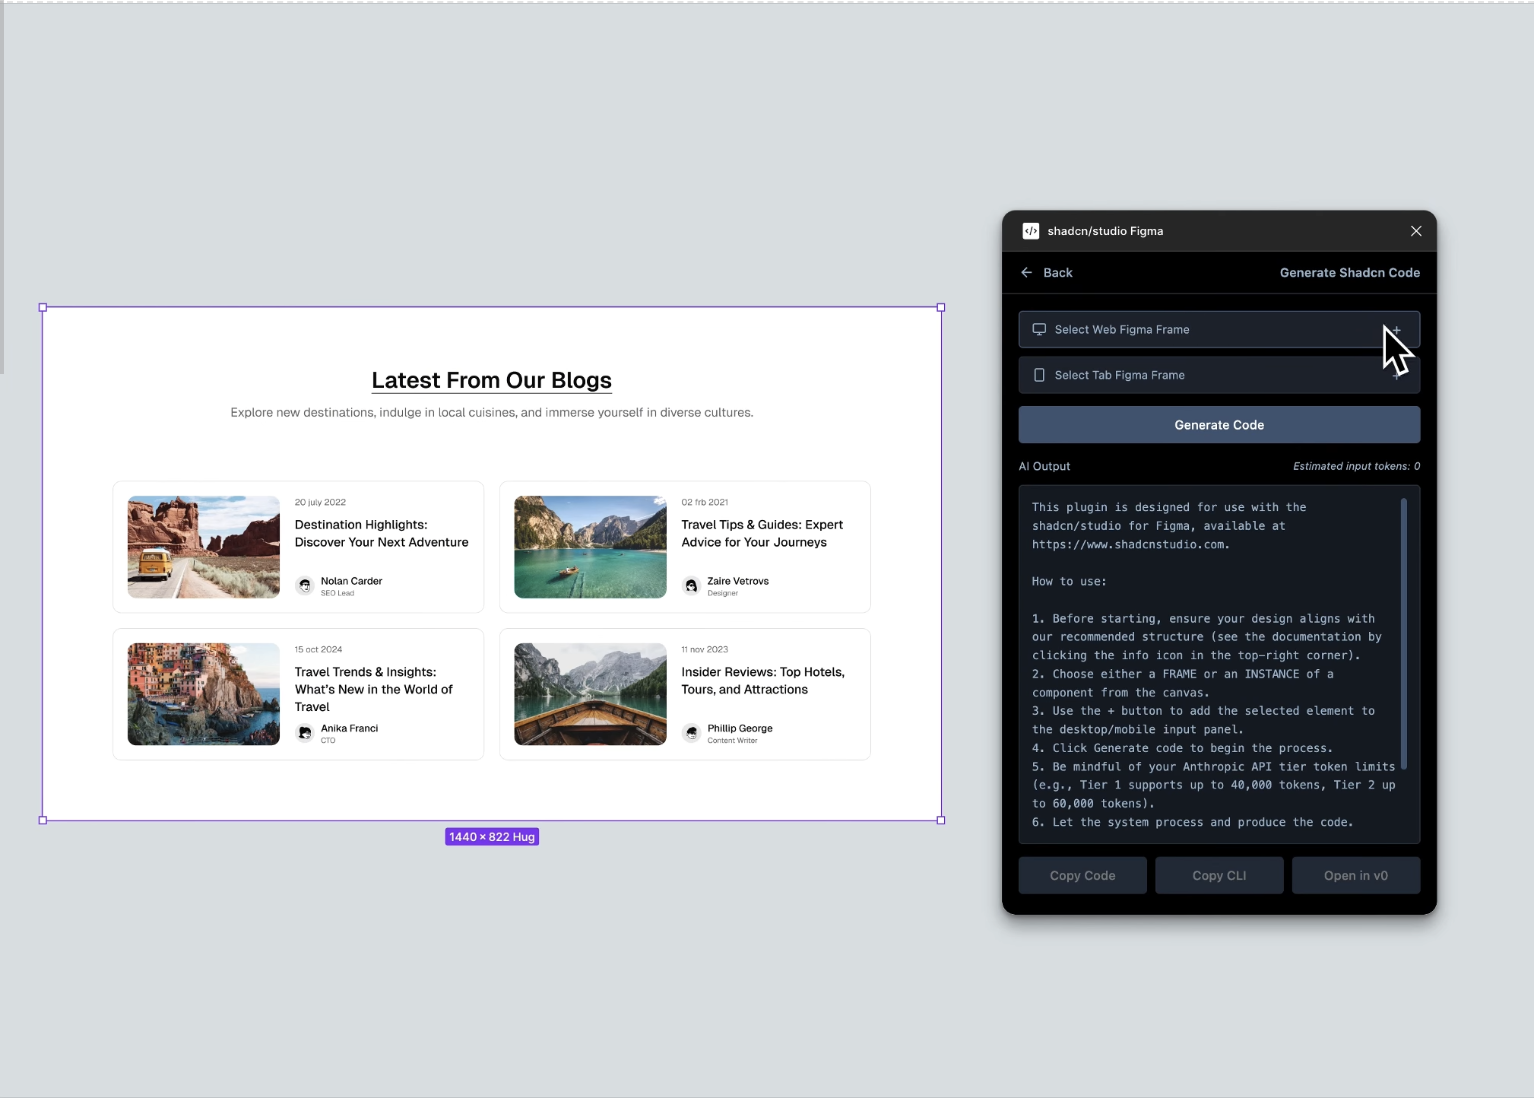 Latest From Our Blogs
Explore new destinations, indulge in local cuisines, and immerse yourself in diverse cultures.
20 july 2022
Destination Highlights:
Discover Your Next Adventure
Nolan Carder
SEO Lead
02 frb 2021
Travel Tips & Guides: Expert
Advice for Your Journeys
Zaire Vetrovs
Designer
15 oct 2024
Travel Trends & Insights:
What's New in the World of
Travel
Anika Franci
CTO
11 nov 2023
Insider Reviews: Top Hotels,
Tours, and Attractions
Phillip George
Content Writer
1440 × 822 Hug
</> shadcn/studio Figma
Back
Generate Shadcn Code
Select Web Figma Frame
Select Tab Figma Frame
Generate Code
AI Output
Estimated input tokens: 0
This plugin is designed for use with the
shadcn/studio for Figma, available at
https://www.shadcnstudio.com.
How to use:
1. Before starting, ensure your design aligns with
our recommended structure (see the documentation by
clicking the info icon in the top-right corner).
2. Choose either a FRAME or an INSTANCE of a
component from the canvas.
3. Use the + button to add the selected element to
the desktop/mobile input panel.
4. Click Generate code to begin the process.
5. Be mindful of your Anthropic API tier token limits
(e.g., Tier 1 supports up to 40,000 tokens, Tier 2 up
to 60,000 tokens).
6. Let the system process and produce the code.
Copy Code
Copy CLI
Open in v0